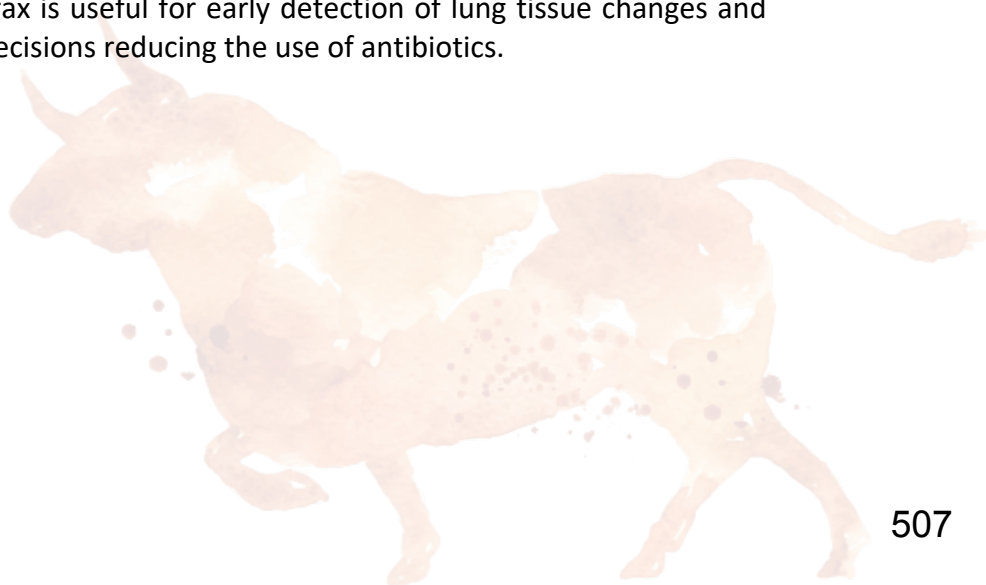 rax is useful for early detection of lung tissue changes and
ecisions reducing the use of antibiotics.
507